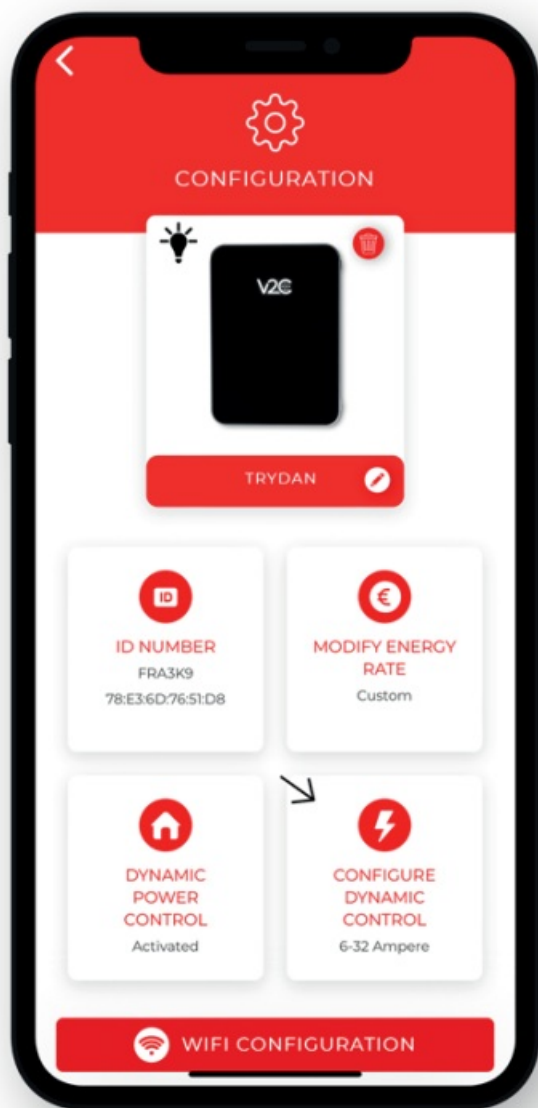 CONFIGURATION
V2C
TRYDAN
ID
ID NUMBER
FRA3K9
78:E3:6D:76:51:D8
€
MODIFY ENERGY
RATE
Custom
DYNAMIC
POWER
CONTROL
Activated
CONFIGURE
DYNAMIC
CONTROL
6-32 Ampere
WIFI CONFIGURATION